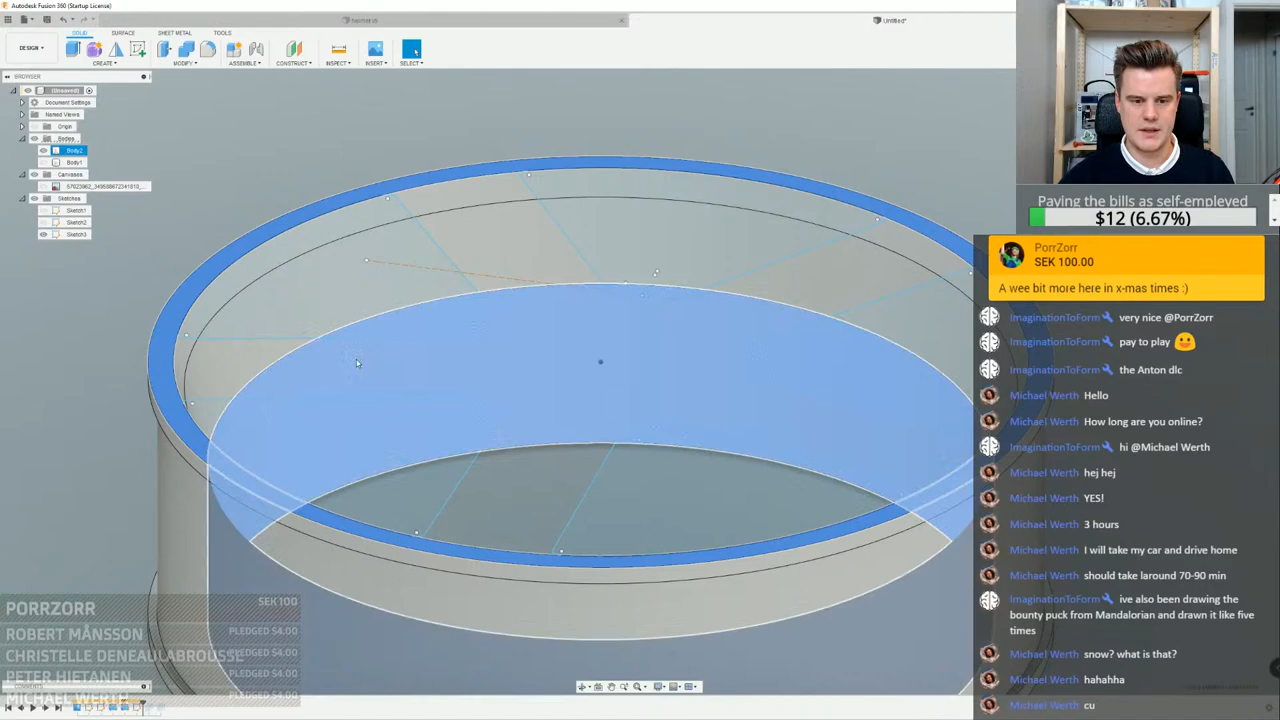 Autodesk Fusion 360 (Startup License)
Untitled*
SOLID
SURFACE
SHEET METAL
TOOLS
DESIGN
CREATE
MODIFY
ASSEMBLE
CONSTRUCT
INSPECT
INSERT
SELECT
BROWSER
(Unsaved)
Document Settings
Named Views
Origin
Bodies
Body2
Body1
Canvases
Sketches
Sketch1
Sketch2
Sketch3
Paying the bills as self-employed
$12 (6.67%)
PorrZorr
SEK 100.00
A wee bit more here in x-mas times :)
ImaginationToForm very nice @PorrZorr
ImaginationToForm pay to play
ImaginationToForm the Anton dlc
Michael Werth Hello
Michael Werth How long are you online?
ImaginationToForm hi @Michael Werth
Michael Werth hej hej
Michael Werth YES!
Michael Werth 3 hours
Michael Werth I will take my car and drive home
Michael Werth should take laround 70-90 min
ImaginationToForm ive also been drawing the
bounty puck from Mandalorian and drawn it like five
times
Michael Werth snow? what is that?
Michael Werth hahahha
Michael Werth cu
PORRZORR SEK 100
ROBERT MÅNSSON PLEDGED $4.00
CHRISTELLE DENEAULABROUSSE PLEDGED $4.00
PETER HIETANEN PLEDGED $4.00
MICHAEL WERTH PLEDGED $4.00
COMMENTS